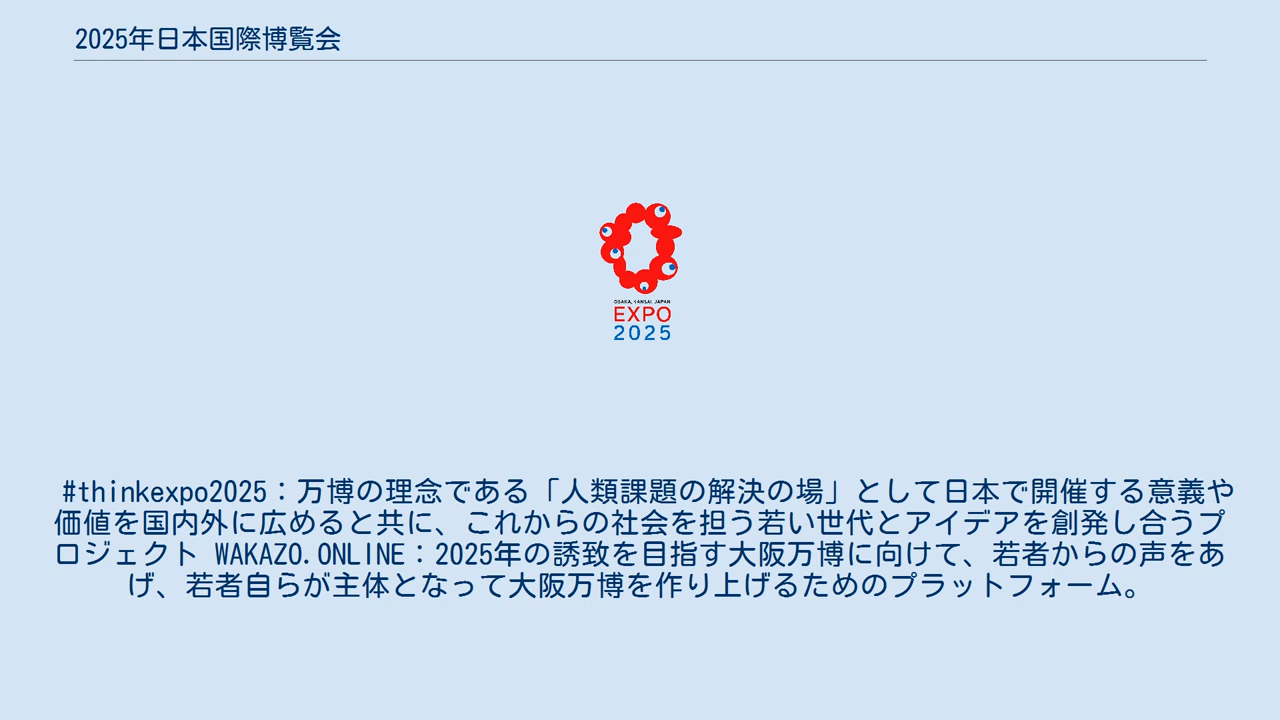 2025年日本国際博覧会
OSAKA, KANSAI, JAPAN
EXPO
2025
#thinkexpo2025：万博の理念である「人類課題の解決の場」として日本で開催する意義や
価値を国内外に広めると共に、これからの社会を担う若い世代とアイデアを創発し合うプ
ロジェクト WAKAZO.ONLINE：2025年の誘致を目指す大阪万博に向けて、若者からの声をあ
げ、若者自らが主体となって大阪万博を作り上げるためのプラットフォーム。